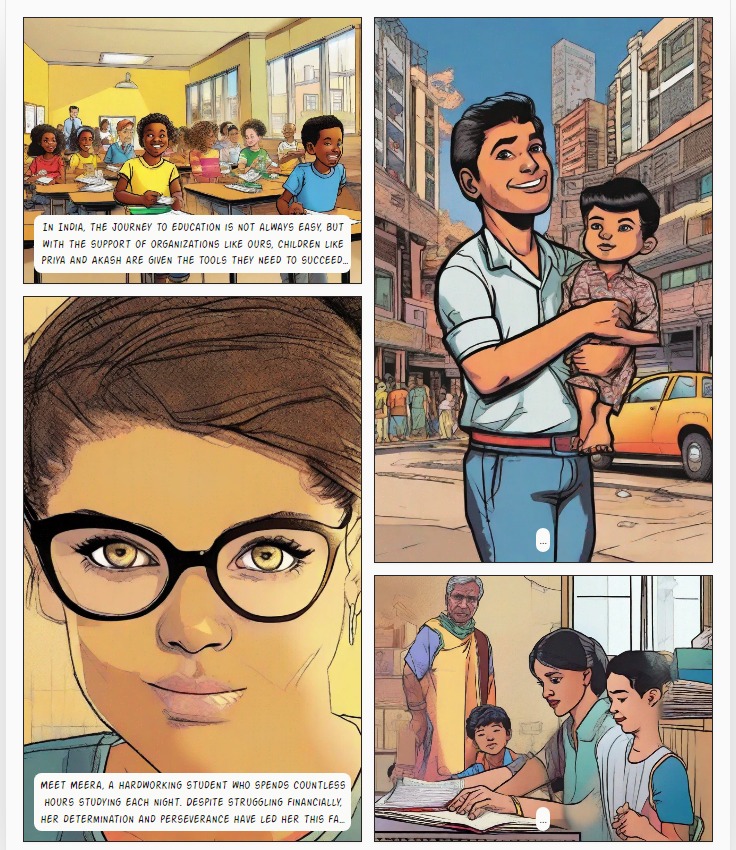 IN INDIA, THE JOURNEY TO EDUCATION IS NOT ALWAYS EASY, BUT
WITH THE SUPPORT OF ORGANIZATIONS LIKE OURS, CHILDREN LIKE
PRIYA AND AKASH ARE GIVEN THE TOOLS THEY NEED TO SUCCEED...
...
MEET MEERA, A HARDWORKING STUDENT WHO SPENDS COUNTLESS
HOURS STUDYING EACH NIGHT. DESPITE STRUGGLING FINANCIALLY,
HER DETERMINATION AND PERSEVERANCE HAVE LED HER THIS FA...
...